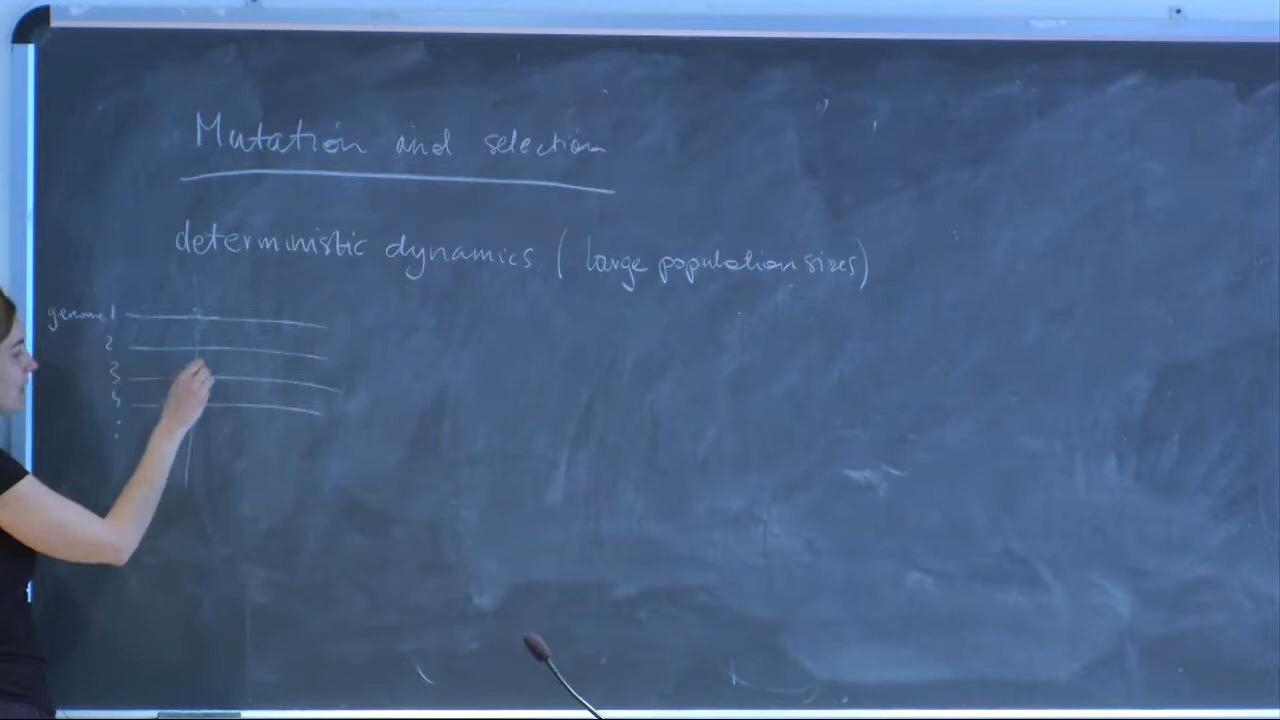 Mutation and selection
deterministic dynamics (large population sizes)
genome 1
2
3
4